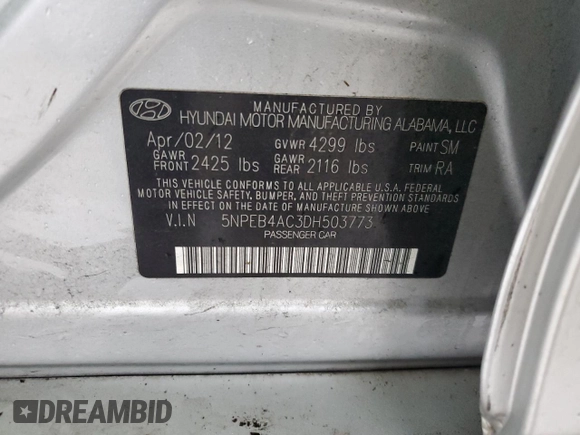 MANUFACTURED BY
HYUNDAI MOTOR MANUFACTURING ALABAMA, LLC
Apr/02/12 GVWR 4299 lbs PAINT SM
GAWR FRONT 2425 lbs GAWR REAR 2116 lbs TRIM RA
THIS VEHICLE CONFORMS TO ALL APPLICABLE U.S.A. FEDERAL
MOTOR VEHICLE SAFETY, BUMPER, AND THEFT PREVENTION STANDARDS
IN EFFECT ON THE DATE OF MANUFACTURE SHOWN ABOVE.
V.I.N 5NPEB4AC3DH503773
PASSENGER CAR
DREAMBID